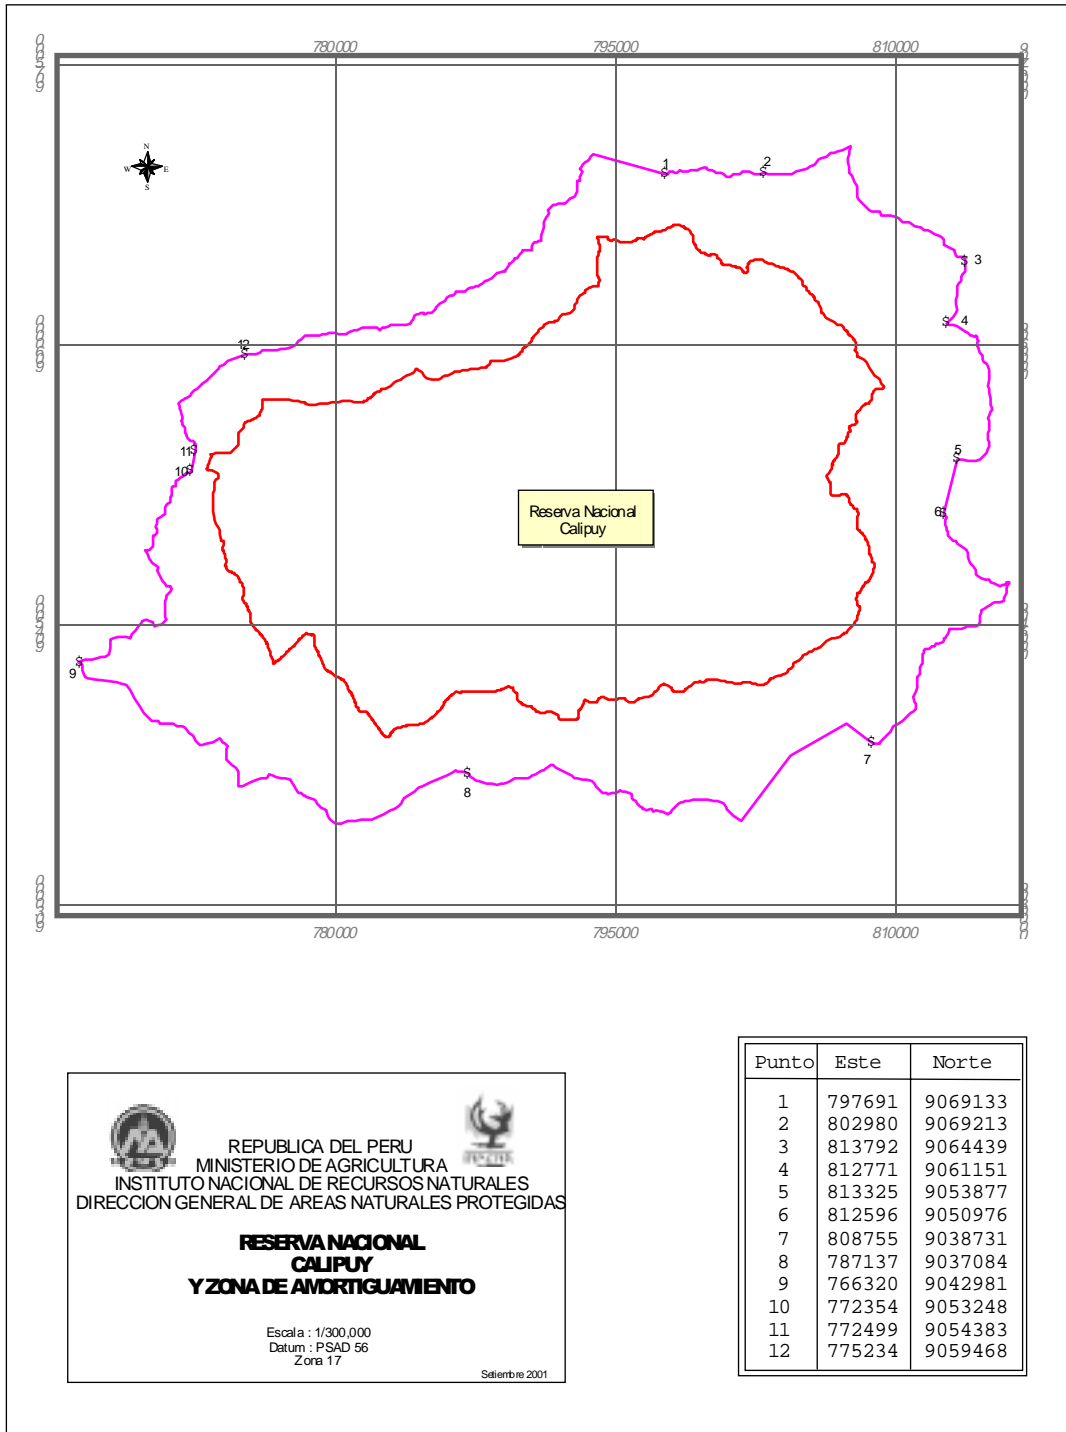 780000 795000 810000
N
W E
S
1
2
3
4
5
6
7
8
9
10
11
12
Reserva Nacional
Calipuy
780000 795000 810000
REPUBLICA DEL PERU
MINISTERIO DE AGRICULTURA
INSTITUTO NACIONAL DE RECURSOS NATURALES
DIRECCION GENERAL DE AREAS NATURALES PROTEGIDAS
RESERVA NACIONAL
CALIPUY
Y ZONA DE AMORTIGUAMIENTO
Escala : 1/300,000
Datum : PSAD 56
Zona 17
Setiembre 2001
Punto Este Norte
1 797691 9069133
2 802980 9069213
3 813792 9064439
4 812771 9061151
5 813325 9053877
6 812596 9050976
7 808755 9038731
8 787137 9037084
9 766320 9042981
10 772354 9053248
11 772499 9054383
12 775234 9059468